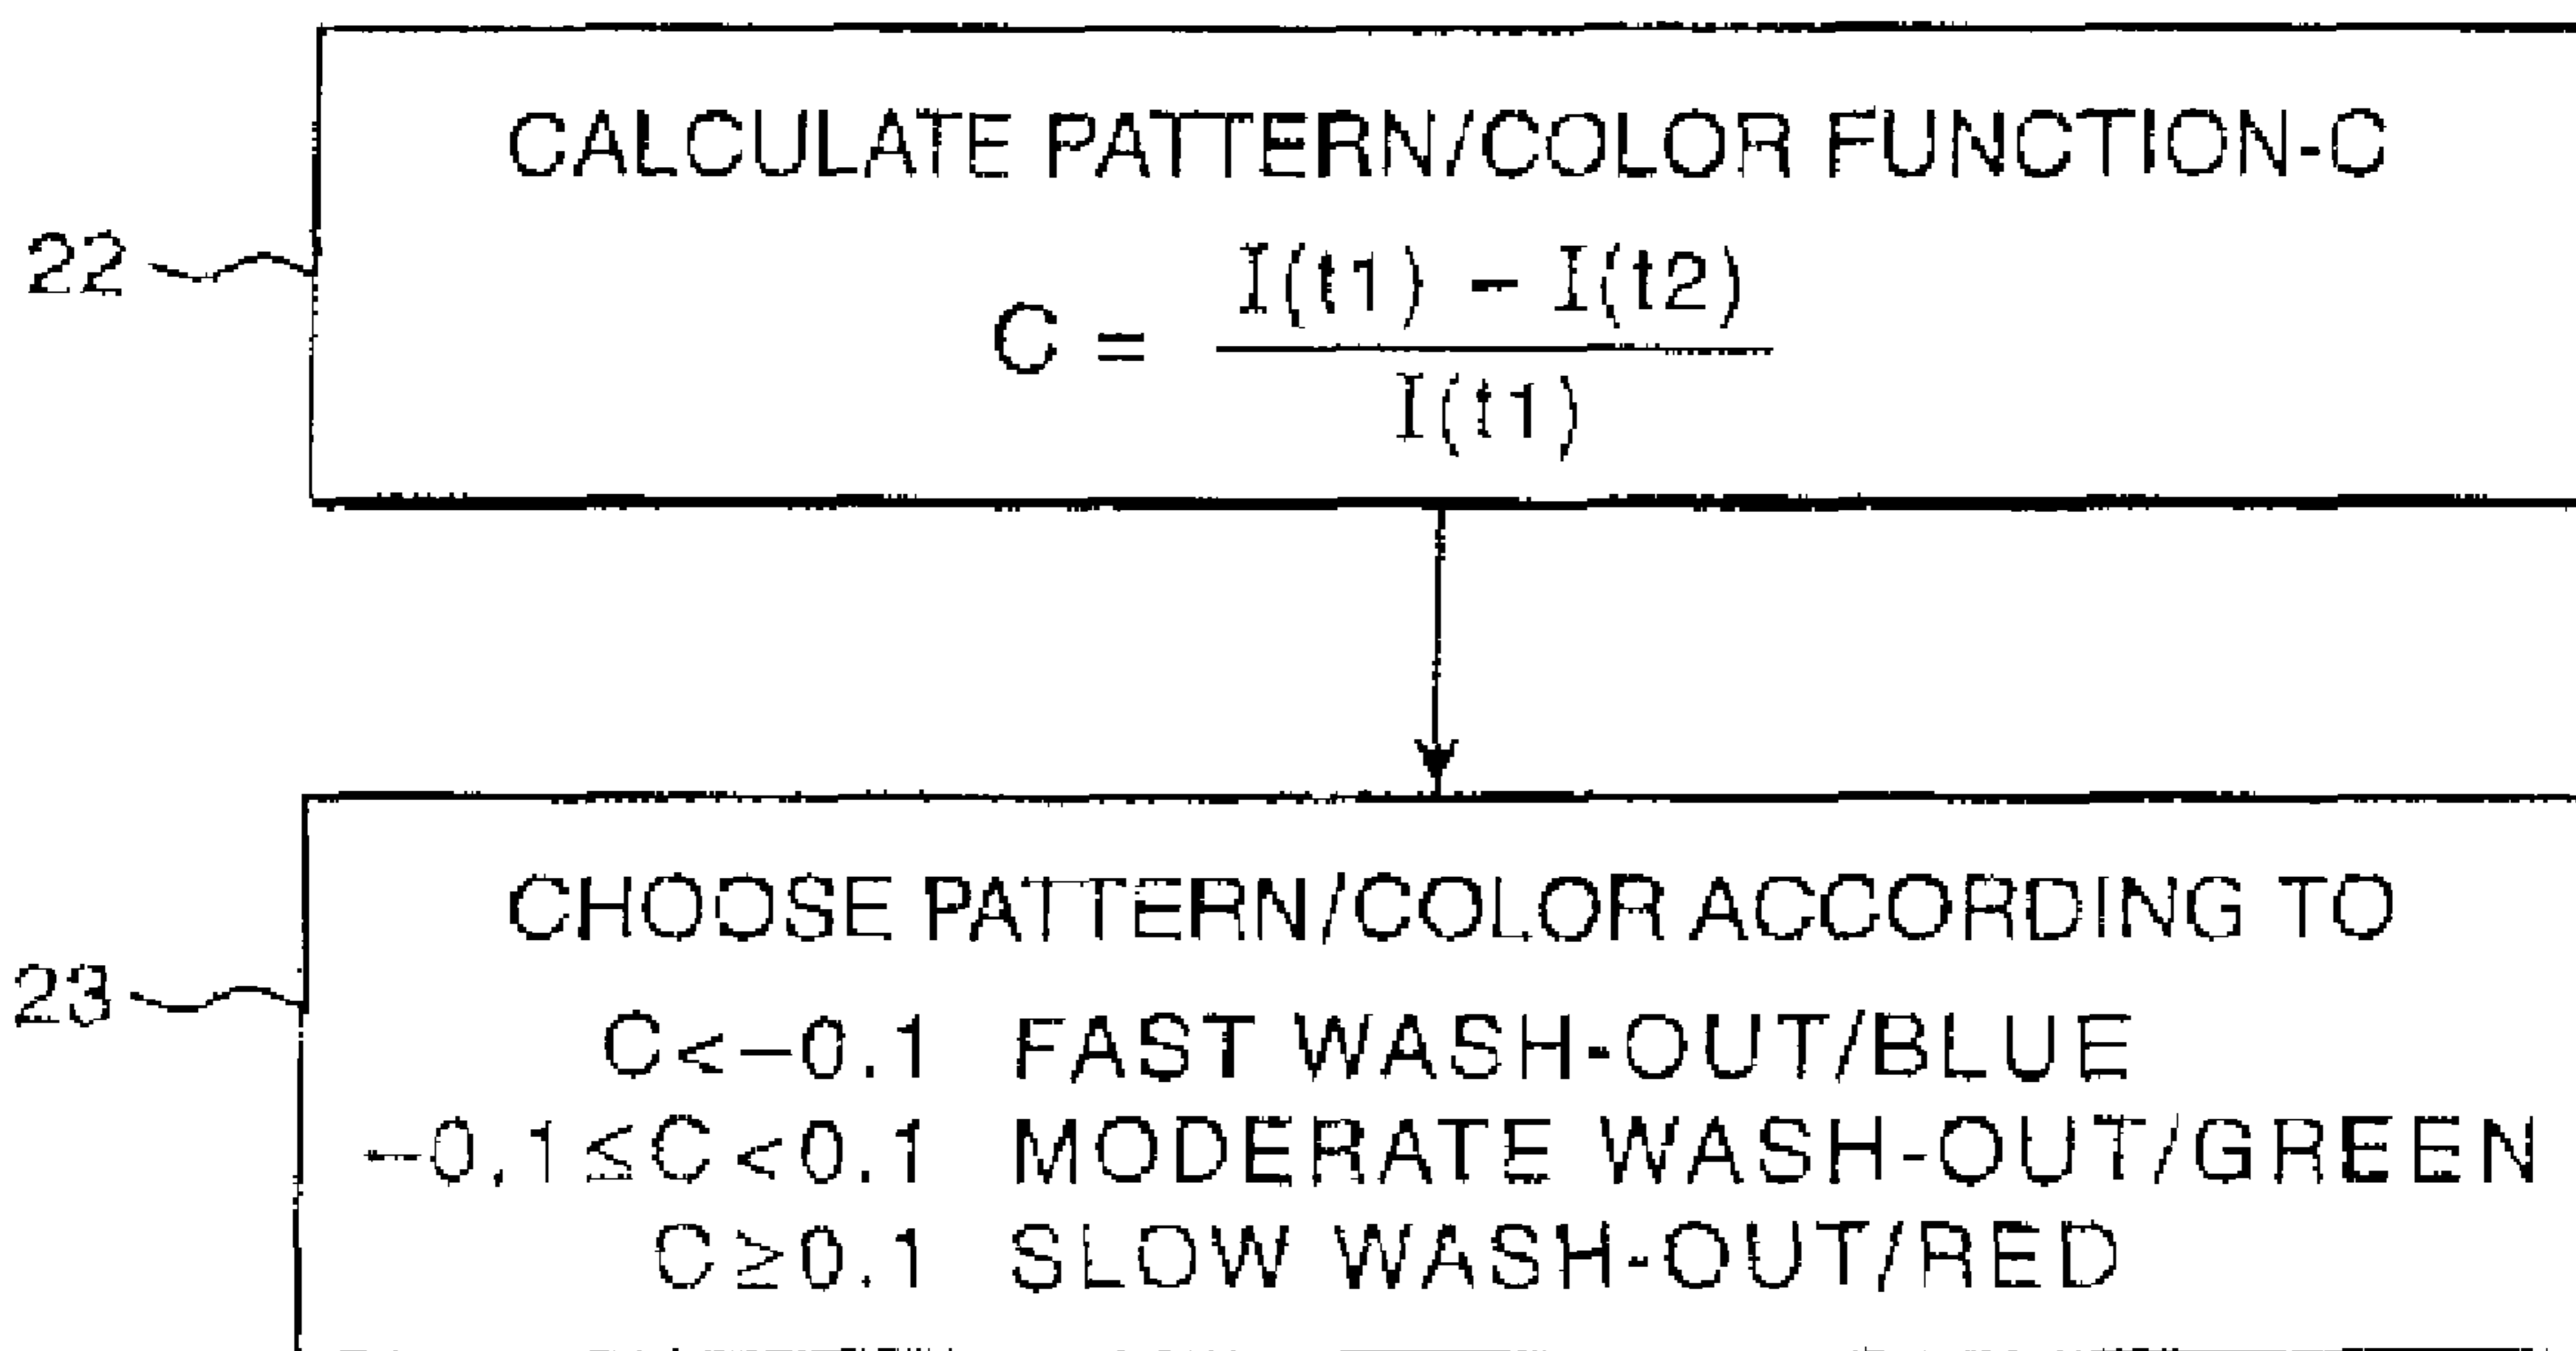 CALCULATE PATTERN/COLOR FUNCTION-C
22
C = I(t1) - I(t2) / I(t1)
CHOOSE PATTERN/COLOR ACCORDING TO
23
C<-0.1 FAST WASH-OUT/BLUE
-0.1≤C<0.1 MODERATE WASH-OUT/GREEN
C≥0.1 SLOW WASH-OUT/RED